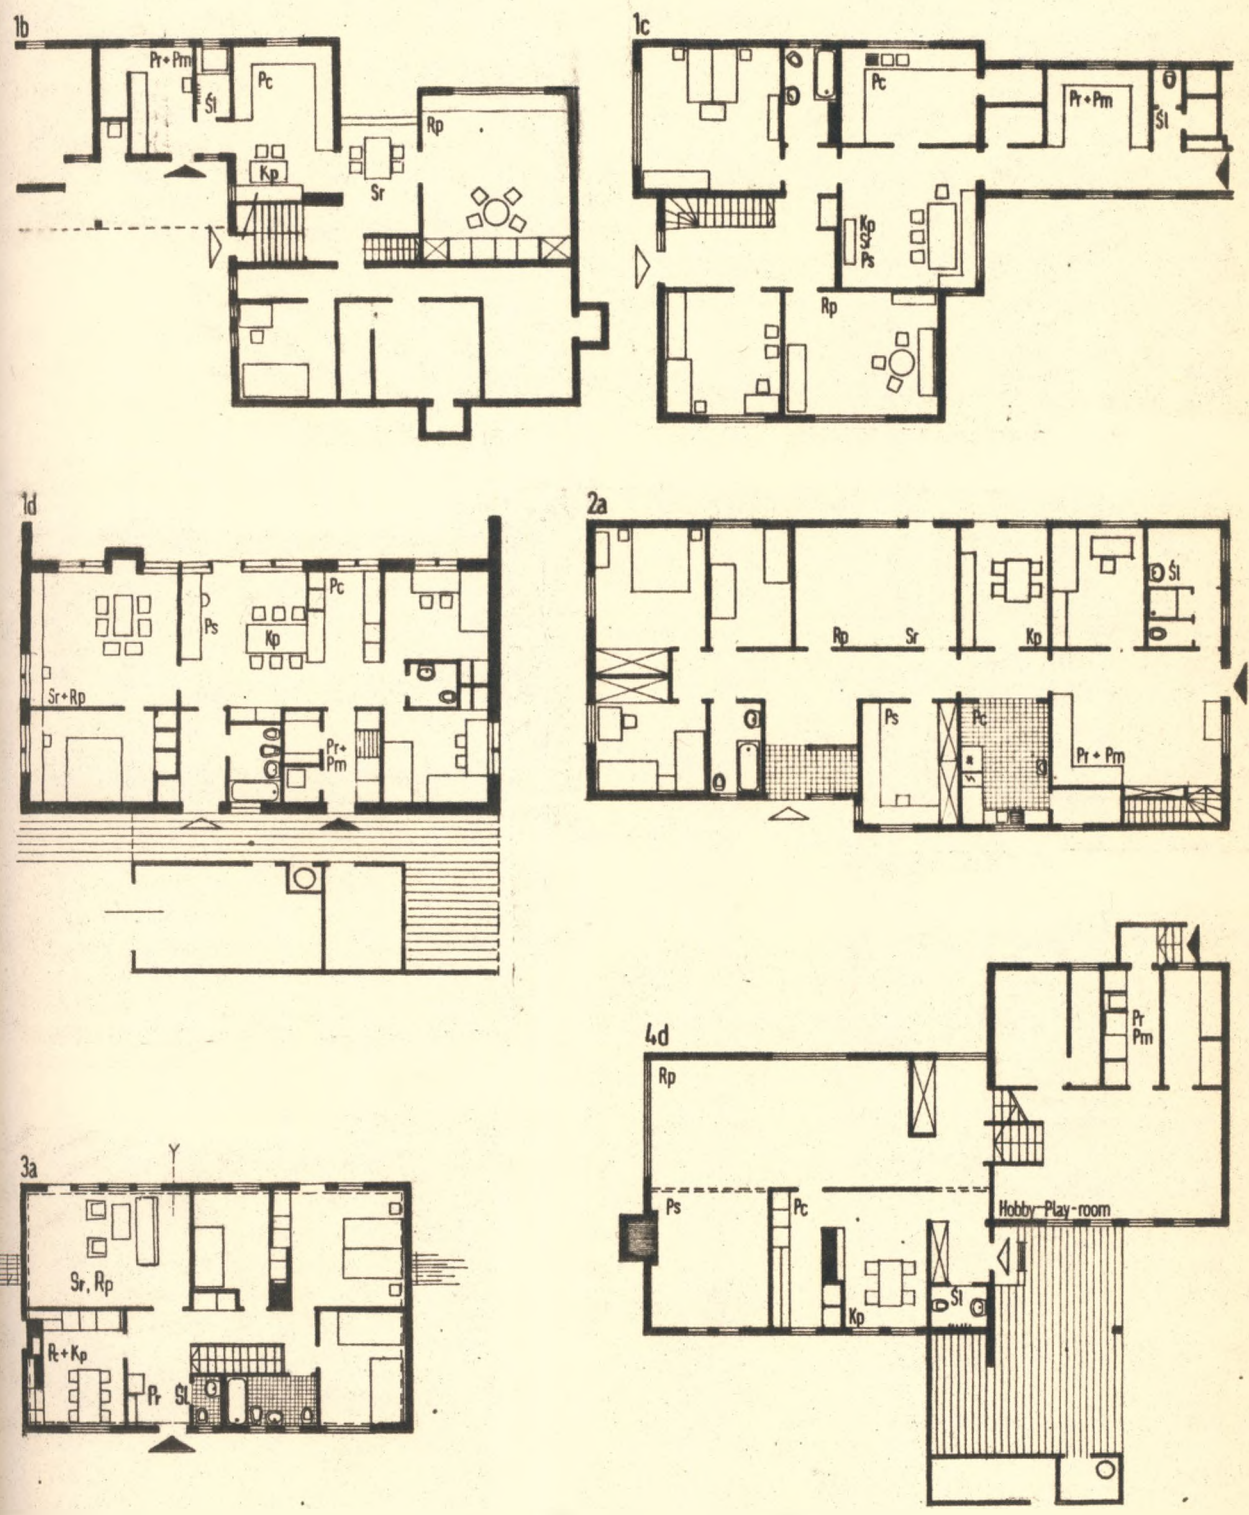 1b
Pr+Pm
Śl
Pc
Kp
Sr
Rp
1c
Pc
Pr+Pm
Śl
Kp
Sr
Ps
Rp
1d
Ps
Kp
Pc
Sr+Rp
Pr+
Pm
2a
Rp
Sr
Kp
Śl
Ps
Pc
Pr + Pm
3a
Y
Sr, Rp
Pc + Kp
Pr
Śl
4d
Rp
Ps
Pc
Kp
Śl
Pr
Pm
Hobby-Play-room